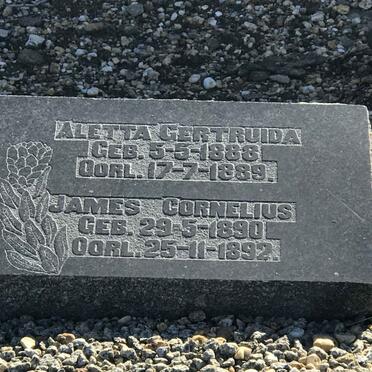 ALETTA GERTRUIDA
GEB. 5-5-1888
OORL. 17-7-1889.
JAMES CORNELIUS
GEB. 29-5-1890
OORL. 25-11-1892.